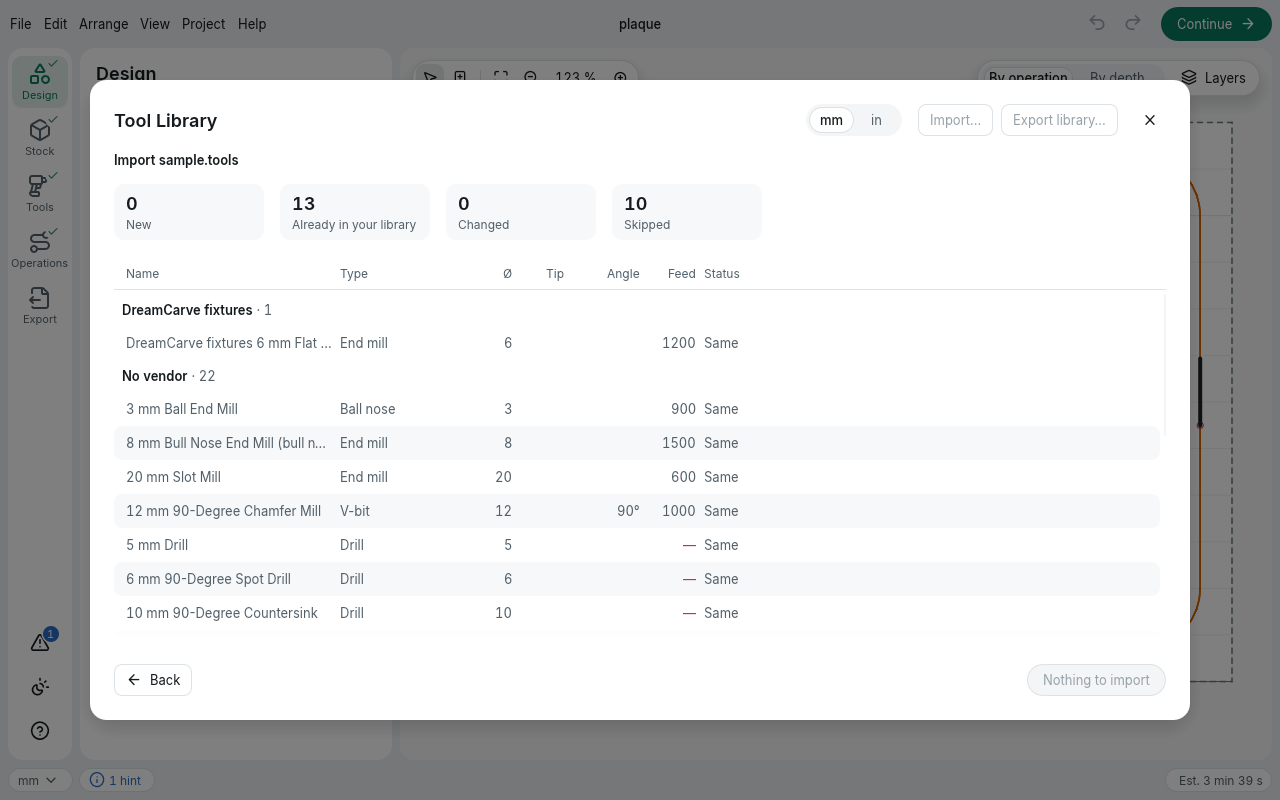 File Edit Arrange View Project Help
plaque
Continue
Design
Design
123 %
By operation
By depth
Layers
Stock
Tools
Operations
Export
Tool Library
mm
in
Import...
Export library...
Import sample.tools
0
New
13
Already in your library
0
Changed
10
Skipped
Name Type Ø Tip Angle Feed Status
DreamCarve fixtures · 1
DreamCarve fixtures 6 mm Flat ... End mill 6 1200 Same
No vendor · 22
3 mm Ball End Mill Ball nose 3 900 Same
8 mm Bull Nose End Mill (bull n... End mill 8 1500 Same
20 mm Slot Mill End mill 20 600 Same
12 mm 90-Degree Chamfer Mill V-bit 12 90° 1000 Same
5 mm Drill Drill 5 — Same
6 mm 90-Degree Spot Drill Drill 6 — Same
10 mm 90-Degree Countersink Drill 10 — Same
Back
Nothing to import
1
mm
1 hint
Est. 3 min 39 s